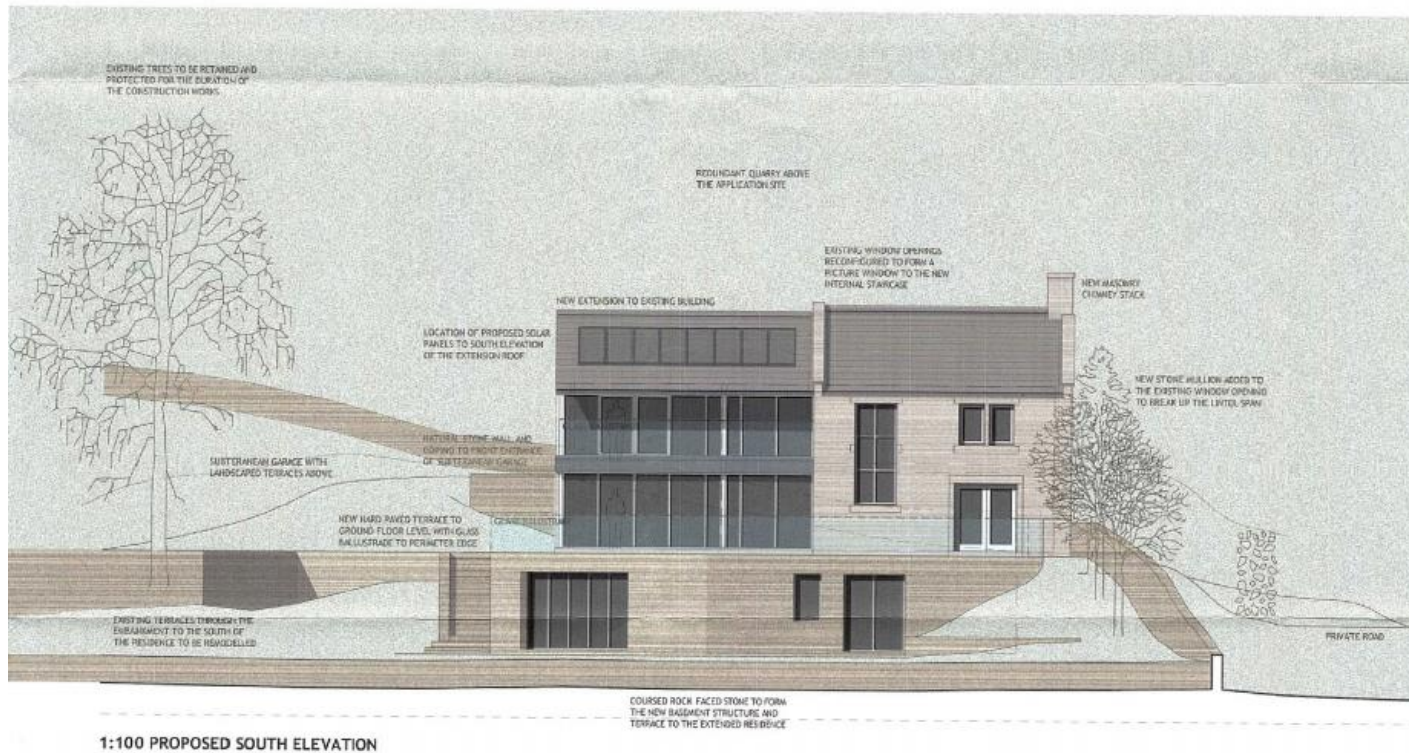 EXISTING TREES TO BE RETAINED AND
PROTECTED FOR THE DURATION OF
THE CONSTRUCTION WORKS
REDUNDANT QUARRY ABOVE
THE APPLICATION SITE
EXISTING WINDOW OPENINGS
RECONFIGURED TO FORM A
PICTURE WINDOW TO THE NEW
INTERNAL STAIRCASE
NEW MASONRY
CHIMNEY STACK
NEW EXTENSION TO EXISTING BUILDING
LOCATION OF PROPOSED SOLAR
PANELS TO SOUTH ELEVATION
OF THE EXTENSION ROOF
NEW STONE MULLION ADDED TO
THE EXISTING WINDOW OPENING
TO BREAK UP THE LINTOL SPAN
NATURAL STONE WALL AND
COPING TO FRONT ENTRANCE
OF SUBTERANEAN GARAGE
SUBTERANEAN GARAGE WITH
LANDSCAPED TERRACES ABOVE
NEW HARD PAVED TERRACE TO
GROUND FLOOR LEVEL WITH GLASS
BALLUSTRADE TO PERIMETER EDGE
EXISTING TERRACES THROUGH THE
EMBANKMENT TO THE SOUTH OF
THE RESIDENCE TO BE REMODELLED
PRIVATE ROAD
COURSED ROCK FACED STONE TO FORM
THE NEW BASEMENT STRUCTURE AND
TERRACE TO THE EXTENDED RESIDENCE
1:100 PROPOSED SOUTH ELEVATION